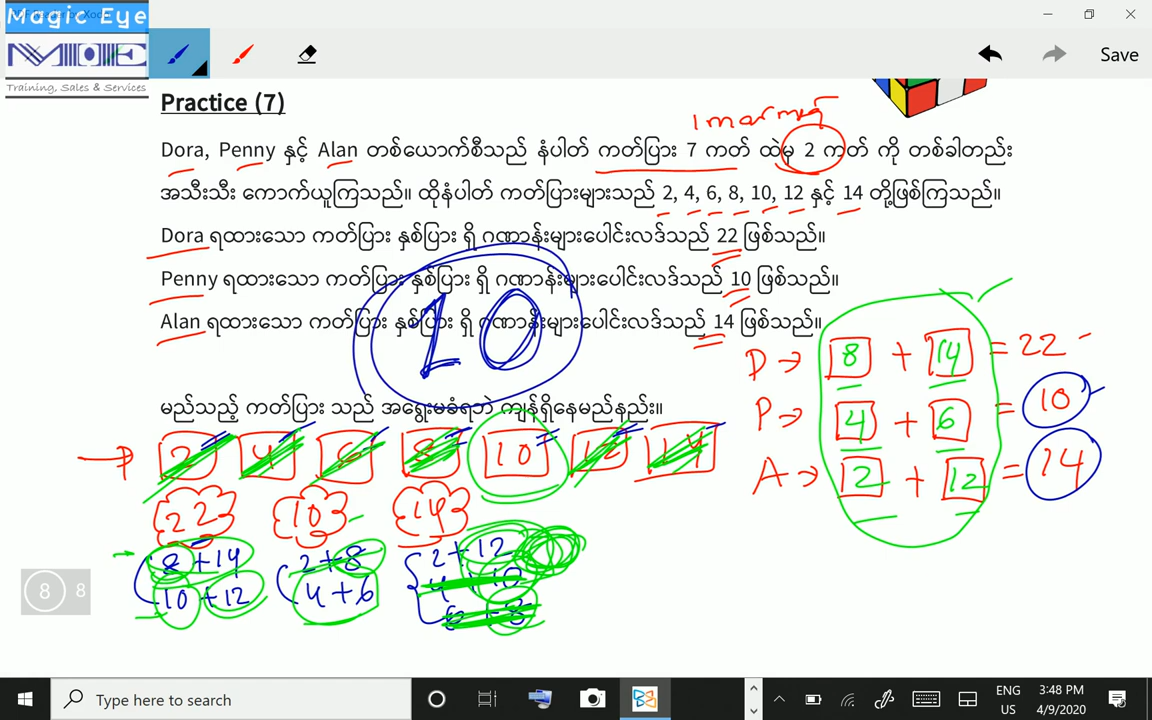 Magic Eye
MDE
Training, Sales & Services
Save
Practice (7)
1 ကတ်ကျန်
Dora, Penny နှင့် Alan တစ်ယောက်စီသည် နံပါတ် ကတ်ပြား 7 ကတ် ထဲမှ 2 ကတ် ကို တစ်ခါတည်း
အသီးသီး ကောက်ယူကြသည်။ ထိုနံပါတ် ကတ်ပြားများသည် 2, 4, 6, 8, 10, 12 နှင့် 14 တို့ဖြစ်ကြသည်။
Dora ရထားသော ကတ်ပြား နှစ်ပြား ရှိ ဂဏာန်းများပေါင်းလဒ်သည် 22 ဖြစ်သည်။
Penny ရထားသော ကတ်ပြား နှစ်ပြား ရှိ ဂဏာန်းများပေါင်းလဒ်သည် 10 ဖြစ်သည်။
Alan ရထားသော ကတ်ပြား နှစ်ပြား ရှိ ဂဏာန်းများပေါင်းလဒ်သည် 14 ဖြစ်သည်။
10
D → 8 + 14 = 22
P → 4 + 6 = 10
A → 2 + 12 = 14
မည်သည့် ကတ်ပြား သည် အရွေးမခံရဘဲ ကျန်ရှိနေမည်နည်း။
→ 2 4 6 8 10 12 14
22 10 14
8+14 2+8 2+12
10+12 4+6 4+10
6+8
8 8
Type here to search
ENG
US
3:48 PM
4/9/2020